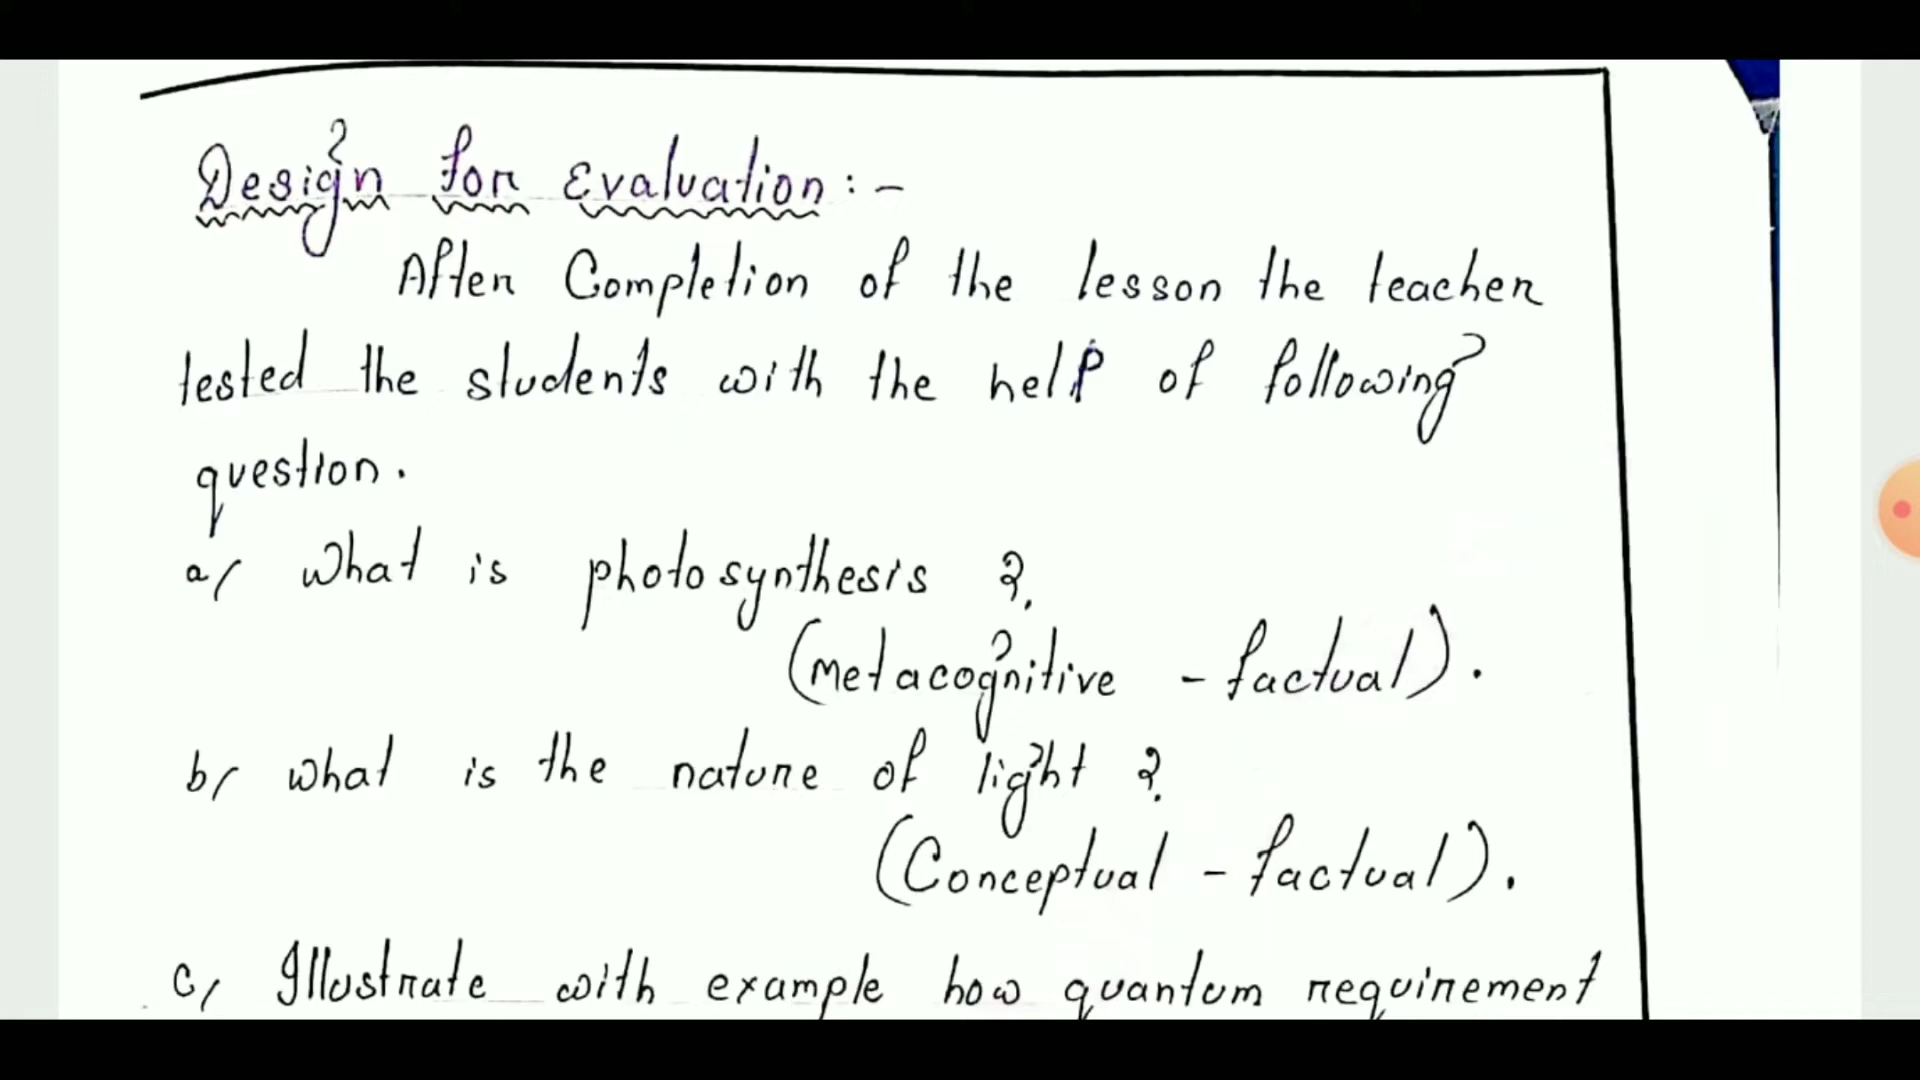 Design for Evaluation :-
After Completion of the lesson the teacher
tested the students with the help of following
question.
a/ What is photosynthesis ?
(Metacognitive - factual).
b/ what is the nature of light ?
(Conceptual - factual).
c/ Illustrate with example how quantum requirement